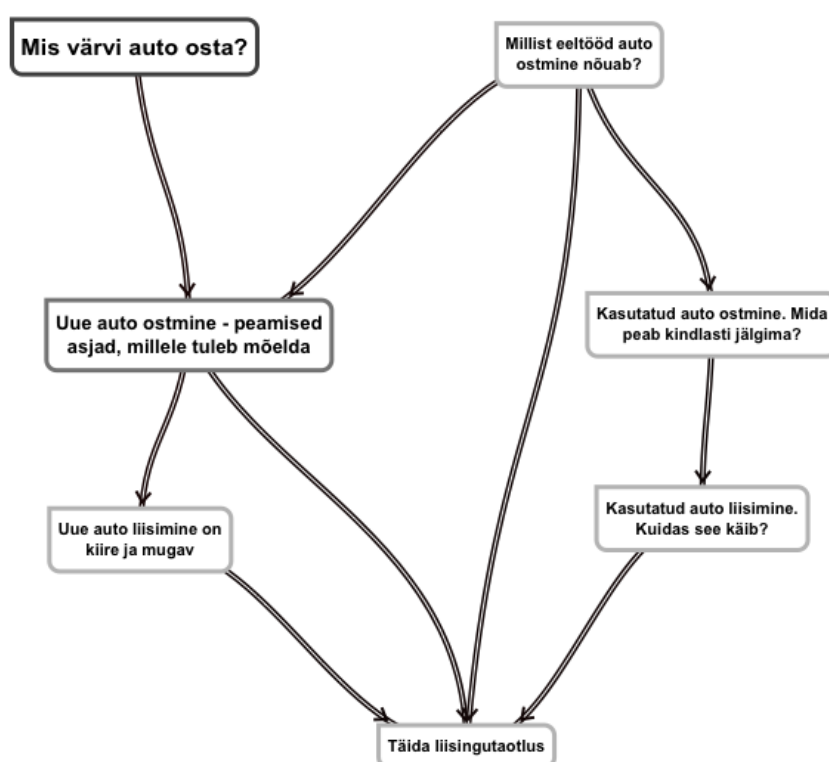 Mis värvi auto osta?
Millist eeltööd auto
ostmine nõuab?
Uue auto ostmine - peamised
asjad, millele tuleb mõelda
Kasutatud auto ostmine. Mida
peab kindlasti jälgima?
Uue auto liisimine on
kiire ja mugav
Kasutatud auto liisimine.
Kuidas see käib?
Täida liisingutaotlus